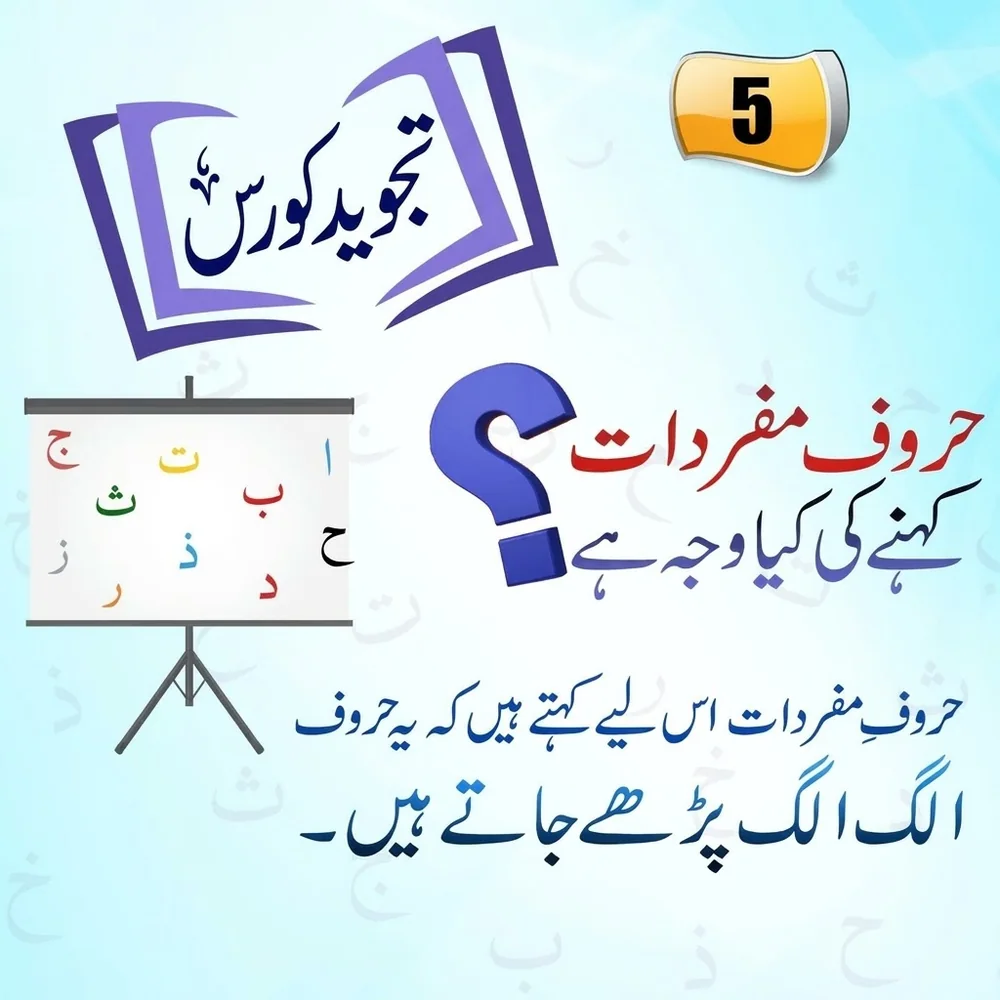 5
تجوید کورس
حروف مفردات
کہنے کی کیا وجہ ہے ؟
ا ت ج
ب ث
ح ذ ز
د ر
حروفِ مفردات اس لیے کہتے ہیں کہ یہ حروف
الگ الگ پڑھے جاتے ہیں۔